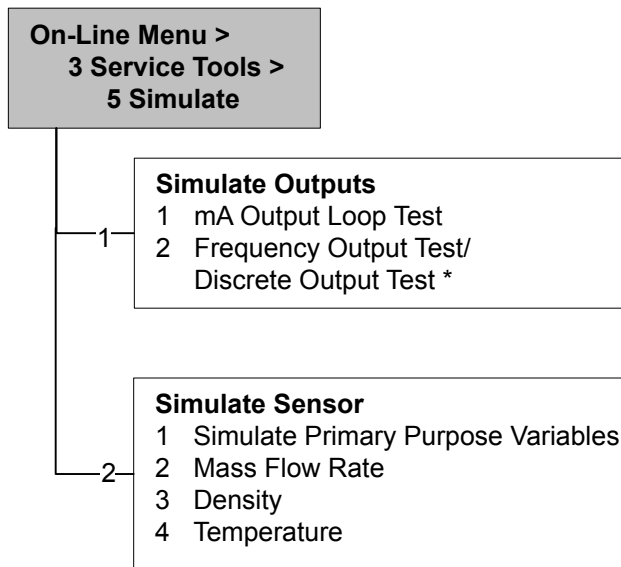 On-Line Menu >
3 Service Tools >
5 Simulate
1
Simulate Outputs
1 mA Output Loop Test
2 Frequency Output Test/
Discrete Output Test *
2
Simulate Sensor
1 Simulate Primary Purpose Variables
2 Mass Flow Rate
3 Density
4 Temperature